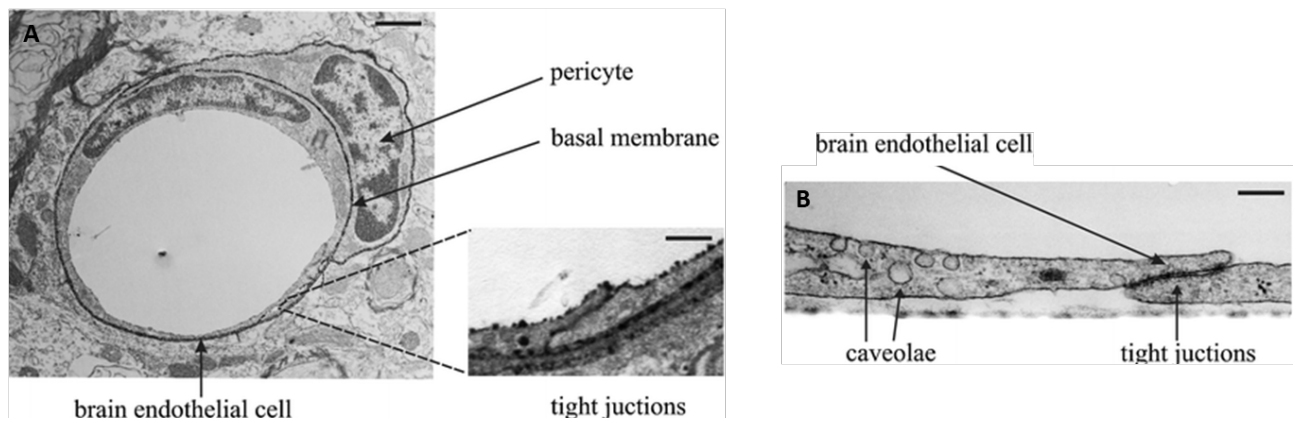 A
pericyte
basal membrane
brain endothelial cell
tight juctions
B
brain endothelial cell
caveolae
tight juctions